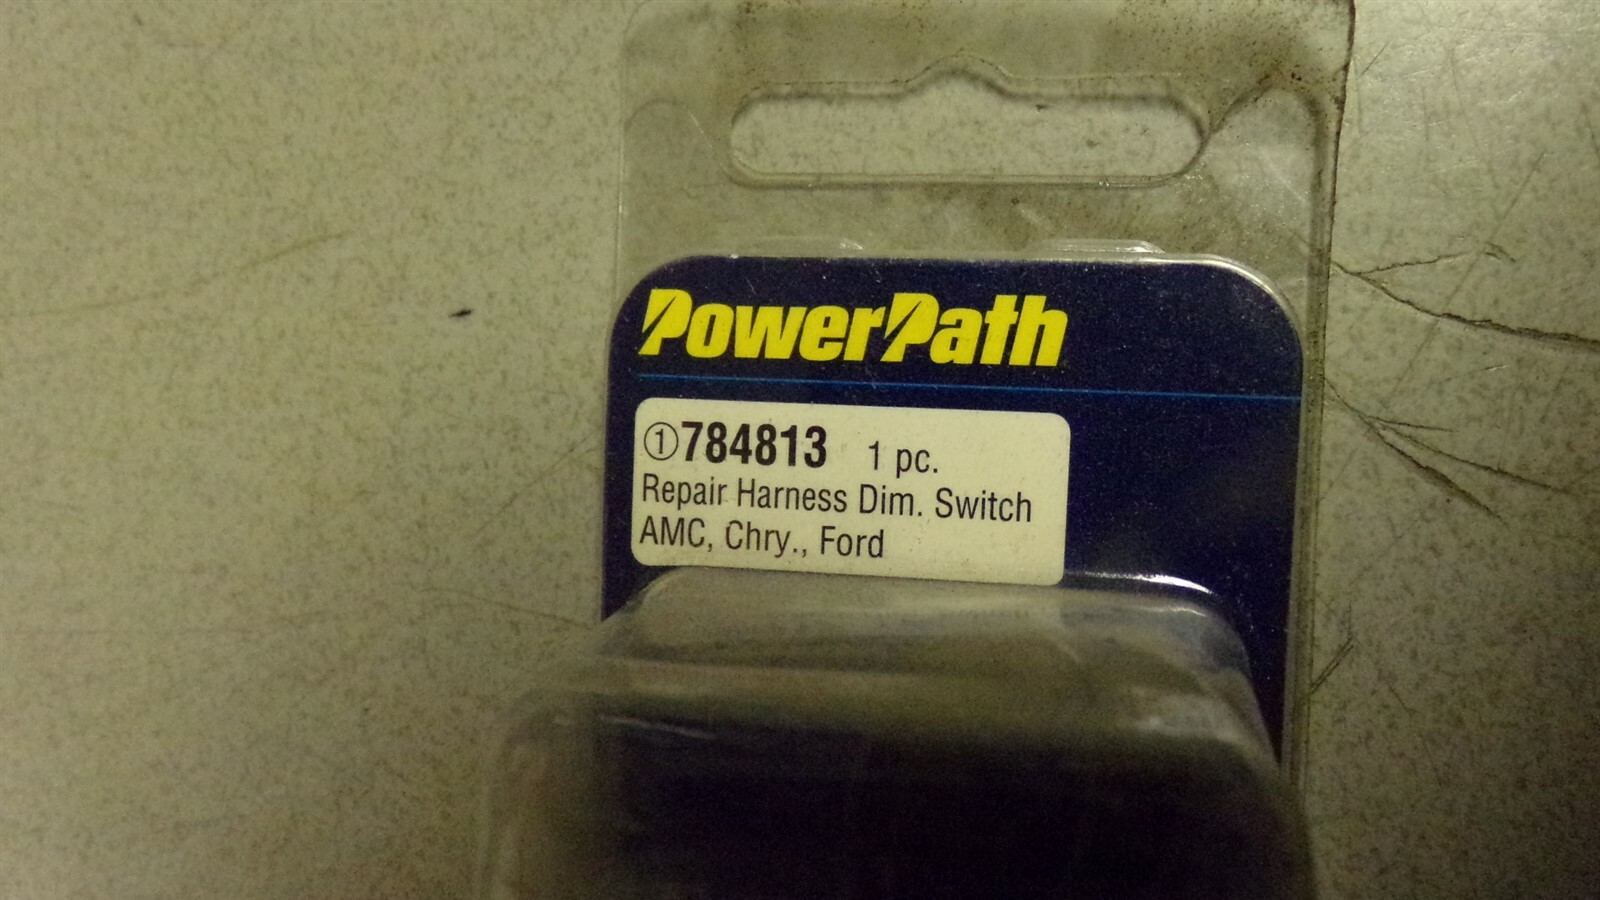 PowerPath
①784813 1 pc.
Repair Harness Dim. Switch
AMC, Chry., Ford